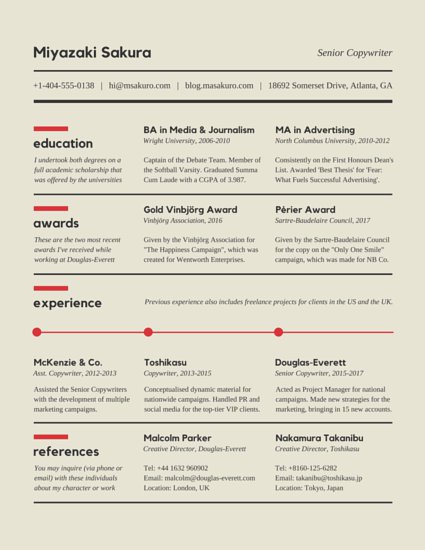 Miyazaki Sakura
Senior Copywriter
+1-404-555-0138 | hi@msakuro.com | blog.masakuro.com | 18692 Somerset Drive, Atlanta, GA
education
I undertook both degrees on a
full academic scholarship that
was offered by the universities
BA in Media & Journalism
Wright University, 2006-2010
Captain of the Debate Team. Member of
the Softball Varsity. Graduated Summa
Cum Laude with a CGPA of 3.987.
MA in Advertising
North Columbus University, 2010-2012
Consistently on the First Honours Dean's
List. Awarded 'Best Thesis' for 'Fear:
What Fuels Successful Advertising'.
awards
These are the two most recent
awards I've received while
working at Douglas-Everett
Gold Vinbjörg Award
Vinbjörg Association, 2016
Given by the Vinbjörg Association for
"The Happiness Campaign", which was
created for Wentworth Enterprises.
Périer Award
Sartre-Baudelaire Council, 2017
Given by the Sartre-Baudelaire Council
for the copy on the "Only One Smile"
campaign, which was made for NB Co.
experience
Previous experience also includes freelance projects for clients in the US and the UK.
McKenzie & Co.
Asst. Copywriter, 2012-2013
Assisted the Senior Copywriters
with the development of multiple
marketing campaigns.
Toshikasu
Copywriter, 2013-2015
Conceptualised dynamic material for
nationwide campaigns. Handled PR and
social media for the top-tier VIP clients.
Douglas-Everett
Senior Copywriter, 2015-2017
Acted as Project Manager for national
campaigns. Made new strategies for the
marketing, bringing in 15 new accounts.
references
You may inquire (via phone or
email) with these individuals
about my character or work
Malcolm Parker
Creative Director, Douglas-Everett
Tel: +44 1632 960902
Email: malcolm@douglas-everett.com
Location: London, UK
Nakamura Takanibu
Creative Director, Toshikasu
Tel: +8160-125-6282
Email: takanibu@toshikasu.jp
Location: Tokyo, Japan